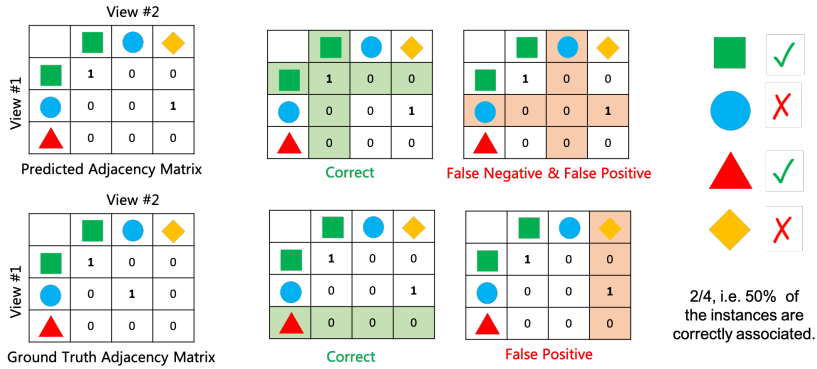 View #2
View #1
1 0 0
0 0 1
0 0 0
Predicted Adjacency Matrix
1 0 0
0 0 1
0 0 0
Correct
1 0 0
0 0 1
0 0 0
False Negative & False Positive
View #2
View #1
1 0 0
0 1 0
0 0 0
Ground Truth Adjacency Matrix
1 0 0
0 0 1
0 0 0
Correct
1 0 0
0 0 1
0 0 0
False Positive
2/4, i.e. 50% of
the instances are
correctly associated.